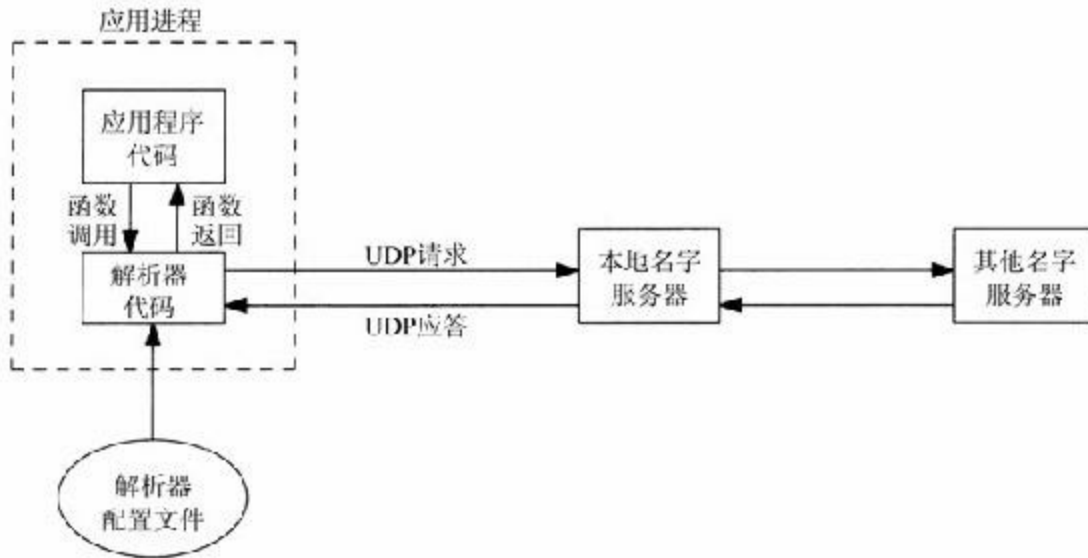 应用进程
应用程序
代码
函数
调用
函数
返回
解析器
代码
UDP请求
UDP应答
本地名字
服务器
其他名字
服务器
解析器
配置文件